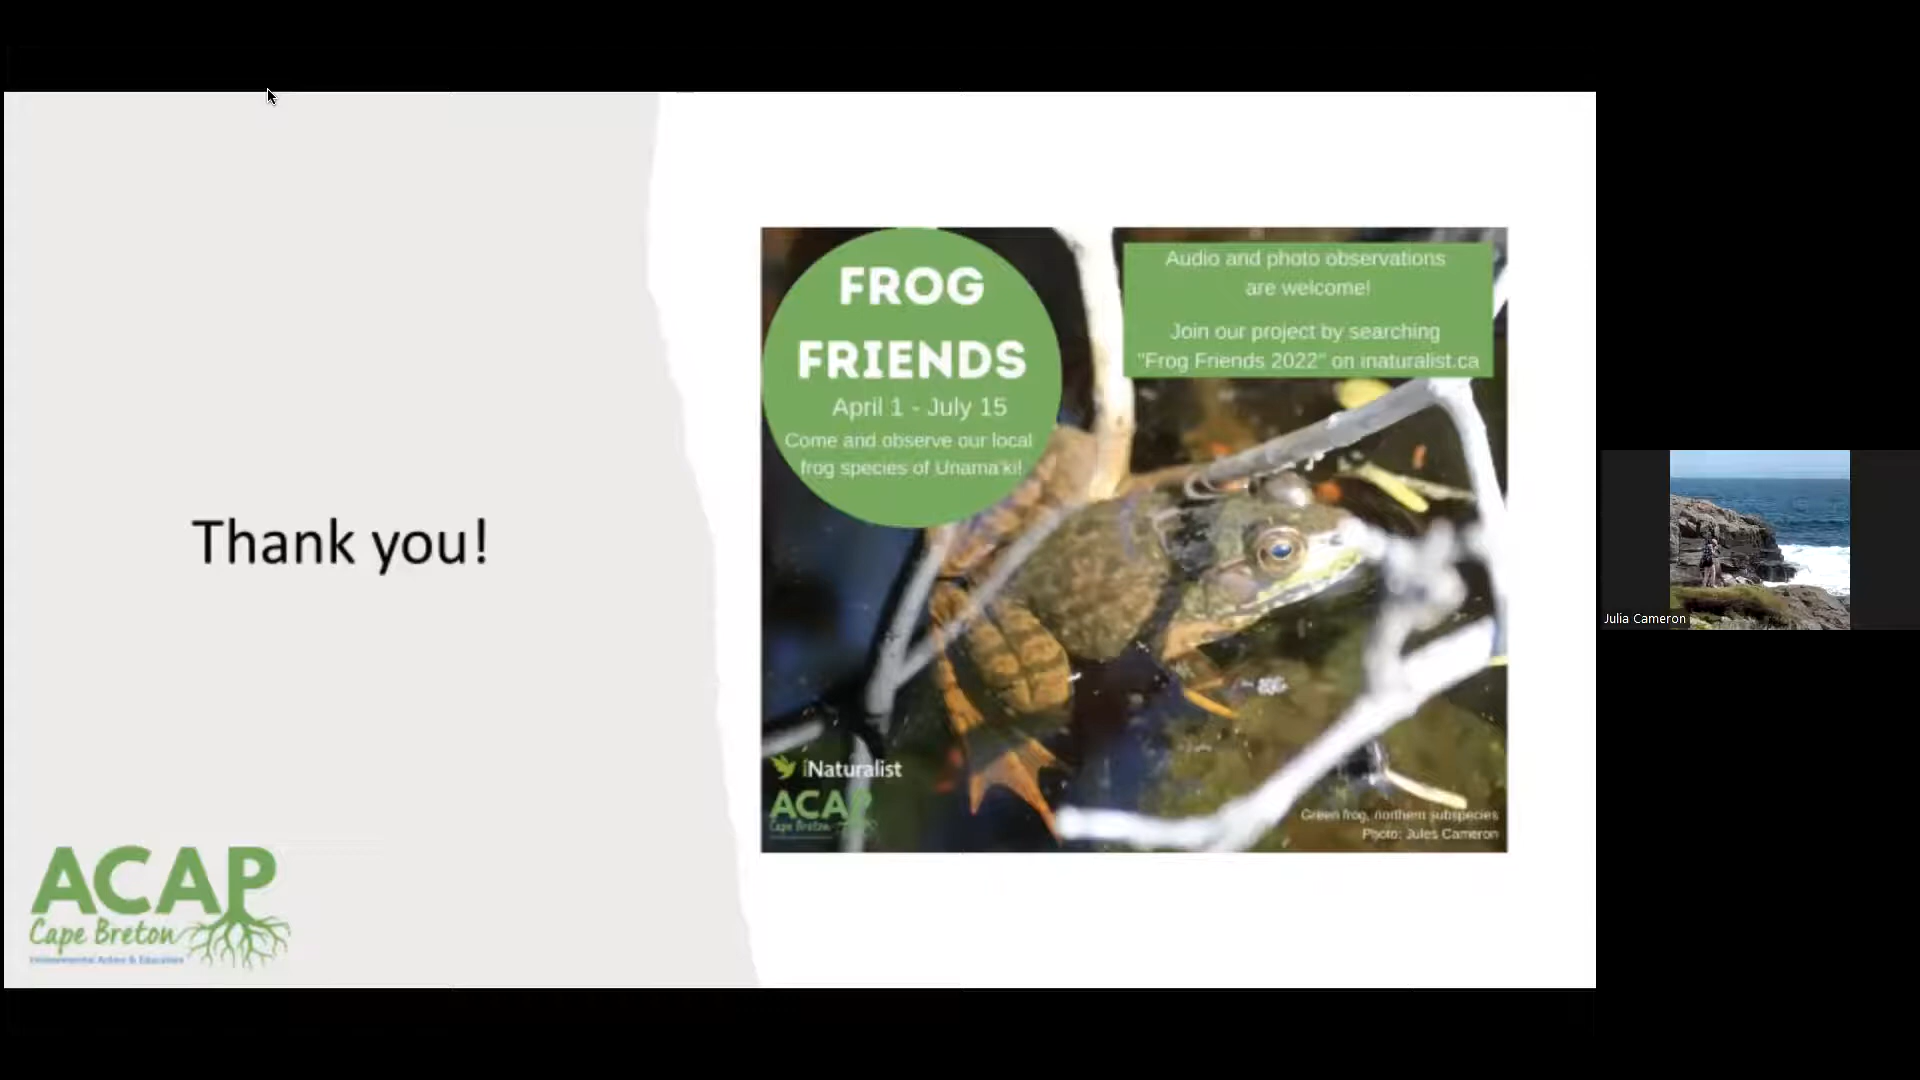 Thank you!
ACAP
Cape Breton
Environmental Action & Education
FROG
FRIENDS
April 1 - July 15
Come and observe our local
frog species of Unama'ki!
Audio and photo observations
are welcome!
Join our project by searching
"Frog Friends 2022" on inaturalist.ca
iNaturalist
ACAP
Cape Breton
Green frog, northern subspecies
Photo: Jules Cameron
Julia Cameron